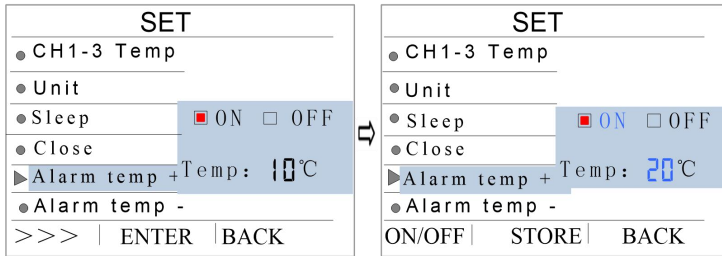 SET
CH1-3 Temp
Unit
Sleep
ON OFF
Close
Alarm temp +
Temp: 10℃
Alarm temp -
>>> ENTER BACK
SET
CH1-3 Temp
Unit
Sleep
ON OFF
Close
Alarm temp +
Temp: 20℃
Alarm temp -
ON/OFF STORE BACK